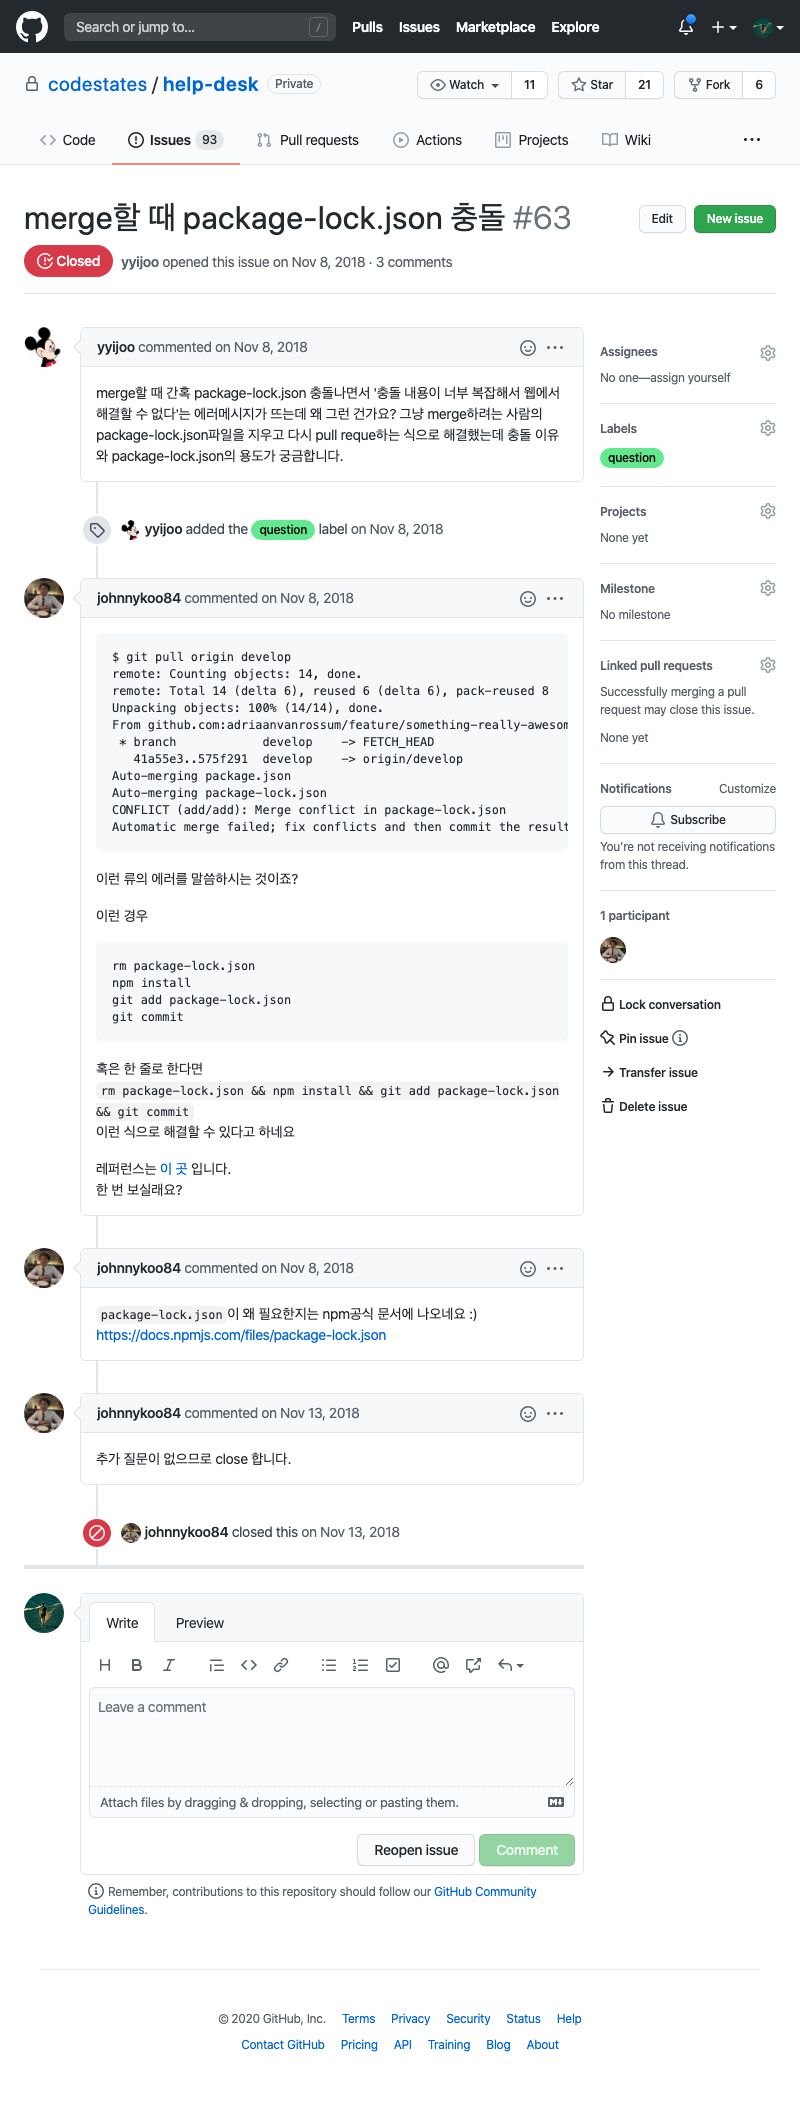 Search or jump to... /
Pulls Issues Marketplace Explore
codestates / help-desk Private
Watch 11 Star 21 Fork 6
Code Issues 93 Pull requests Actions Projects Wiki ...
merge할 때 package-lock.json 충돌 #63
Edit New issue
Closed yyijoo opened this issue on Nov 8, 2018 · 3 comments
yyijoo commented on Nov 8, 2018
merge할 때 간혹 package-lock.json 충돌나면서 '충돌 내용이 너부 복잡해서 웹에서
해결할 수 없다'는 에러메시지가 뜨는데 왜 그런 건가요? 그냥 merge하려는 사람의
package-lock.json파일을 지우고 다시 pull reque하는 식으로 해결했는데 충돌 이유
와 package-lock.json의 용도가 궁금합니다.
yyijoo added the question label on Nov 8, 2018
johnnykoo84 commented on Nov 8, 2018
$ git pull origin develop
remote: Counting objects: 14, done.
remote: Total 14 (delta 6), reused 6 (delta 6), pack-reused 8
Unpacking objects: 100% (14/14), done.
From github.com:adriaanvanrossum/feature/something-really-awesom
* branch develop -> FETCH_HEAD
41a55e3..575f291 develop -> origin/develop
Auto-merging package.json
Auto-merging package-lock.json
CONFLICT (add/add): Merge conflict in package-lock.json
Automatic merge failed; fix conflicts and then commit the result
이런 류의 에러를 말씀하시는 것이죠?
이런 경우
rm package-lock.json
npm install
git add package-lock.json
git commit
혹은 한 줄로 한다면
rm package-lock.json && npm install && git add package-lock.json
&& git commit
이런 식으로 해결할 수 있다고 하네요
레퍼런스는 이 곳 입니다.
한 번 보실래요?
johnnykoo84 commented on Nov 8, 2018
package-lock.json 이 왜 필요한지는 npm공식 문서에 나오네요 :)
https://docs.npmjs.com/files/package-lock.json
johnnykoo84 commented on Nov 13, 2018
추가 질문이 없으므로 close 합니다.
johnnykoo84 closed this on Nov 13, 2018
Assignees
No one—assign yourself
Labels
question
Projects
None yet
Milestone
No milestone
Linked pull requests
Successfully merging a pull
request may close this issue.
None yet
Notifications Customize
Subscribe
You're not receiving notifications
from this thread.
1 participant
Lock conversation
Pin issue
Transfer issue
Delete issue
Write Preview
Leave a comment
Attach files by dragging & dropping, selecting or pasting them.
Reopen issue Comment
Remember, contributions to this repository should follow our GitHub Community
Guidelines.
© 2020 GitHub, Inc. Terms Privacy Security Status Help
Contact GitHub Pricing API Training Blog About